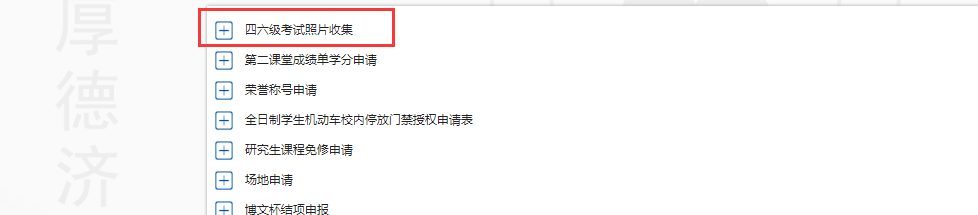 厚德济
四六级考试照片收集
第二课堂成绩单学分申请
荣誉称号申请
全日制学生机动车校内停放门禁授权申请表
研究生课程免修申请
场地申请
博文杯结项申报